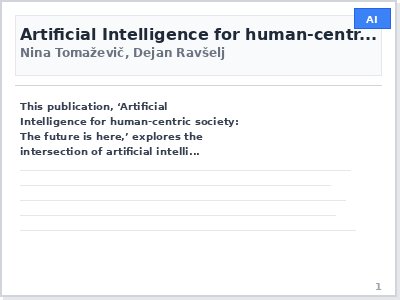 AI
Artificial Intelligence for human-centr...
Nina Tomaževič, Dejan Ravšelj
This publication, ‘Artificial
Intelligence for human-centric society:
The future is here,’ explores the
intersection of artificial intelli...
1